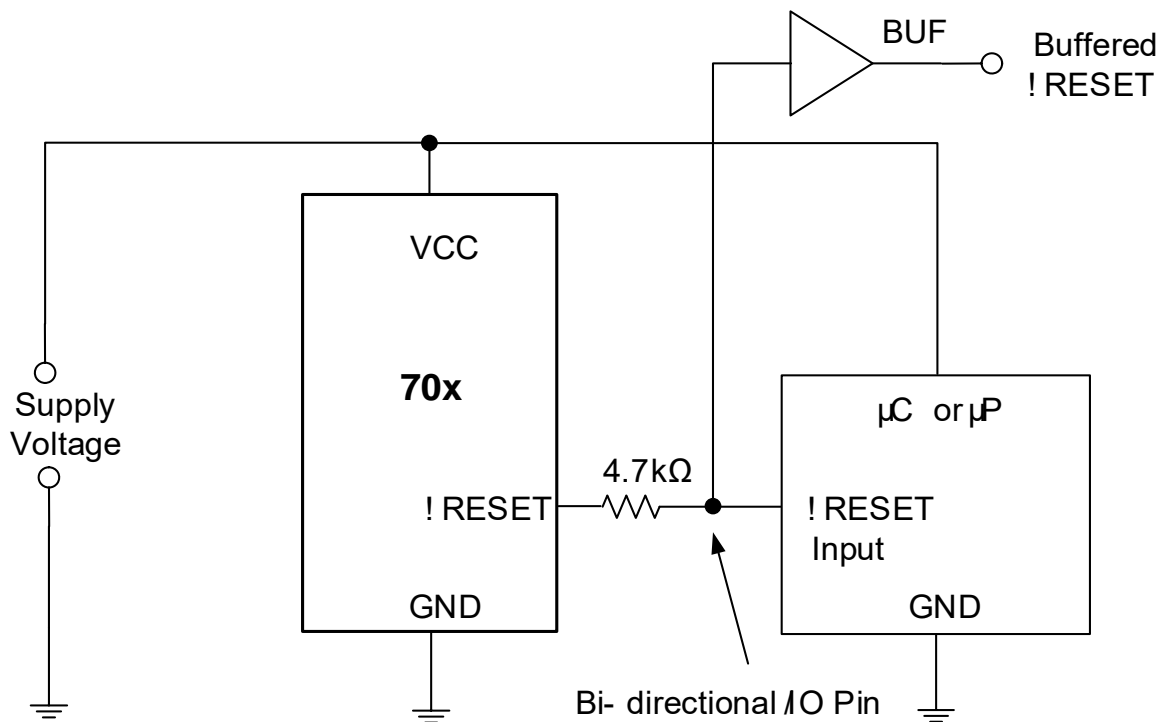 BUF
Buffered
! RESET
VCC
70x
Supply
Voltage
µC or µP
4.7kΩ
! RESET
! RESET
Input
GND
GND
Bi- directional /IO Pin